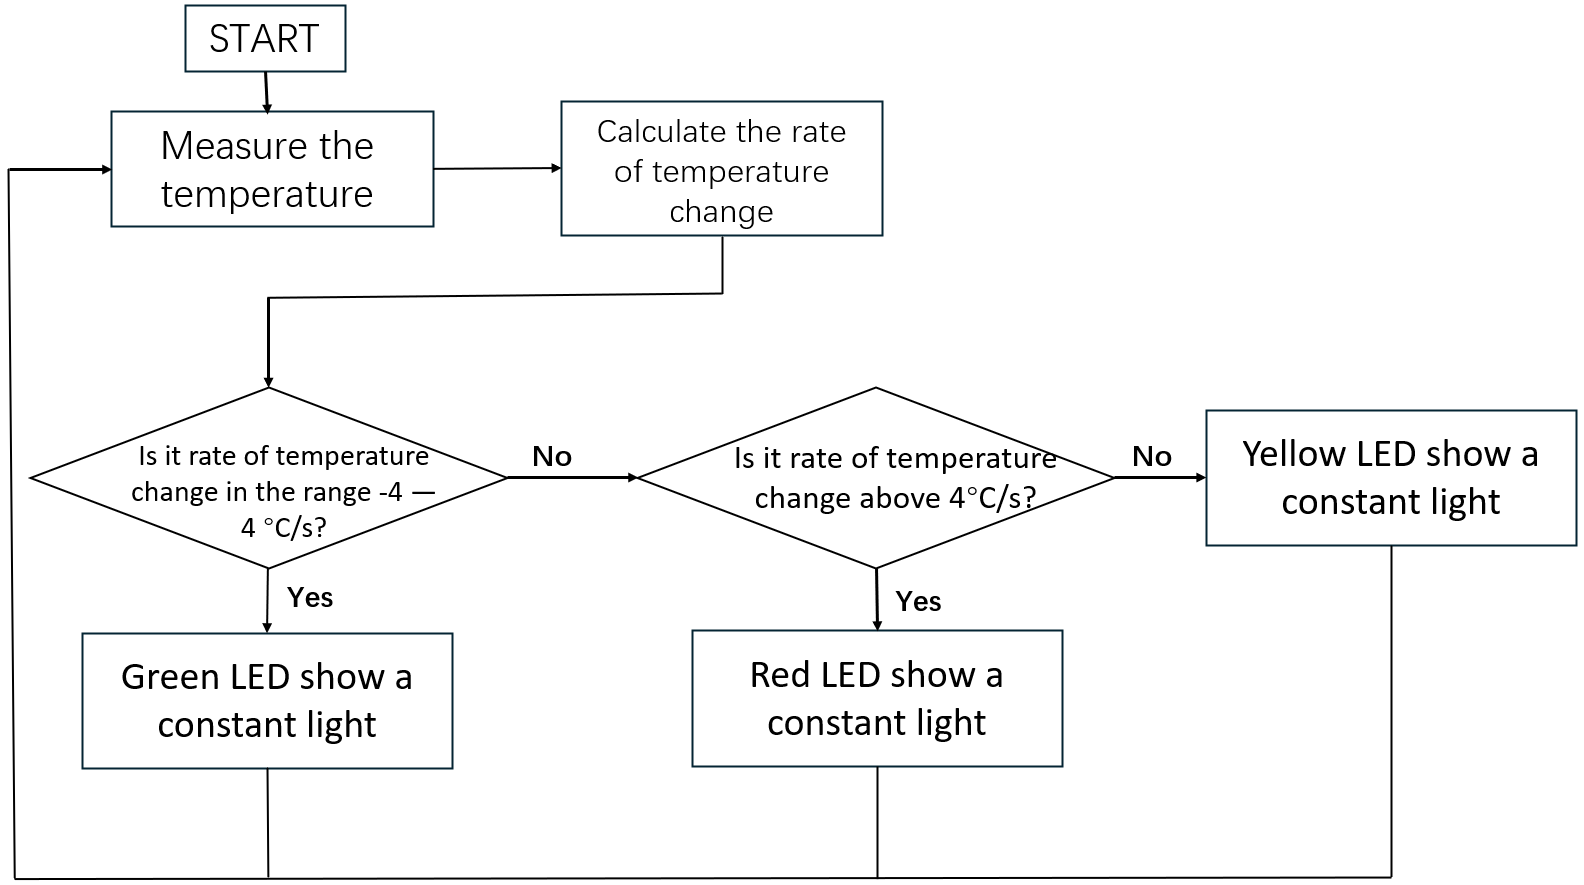 START
Measure the
temperature
Calculate the rate
of temperature
change
Is it rate of temperature
change in the range -4 —
4 °C/s?
No
Is it rate of temperature
change above 4°C/s?
No
Yellow LED show a
constant light
Yes
Green LED show a
constant light
Yes
Red LED show a
constant light